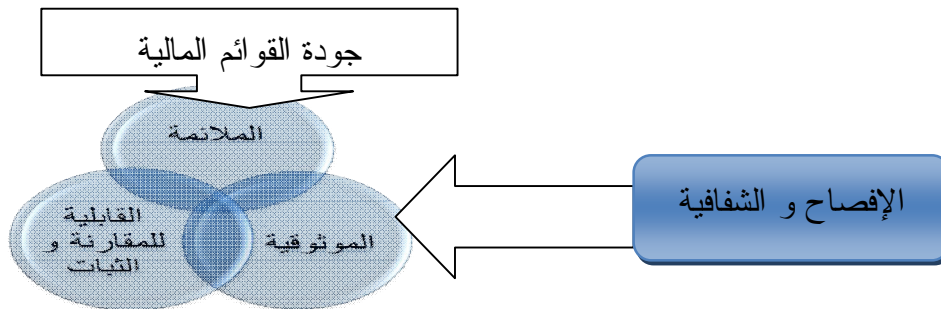 جودة القوائم المالية
الملائمة
القابلية
للمقارنة و
الثبات
الموثوقية
الإفصاح و الشفافية